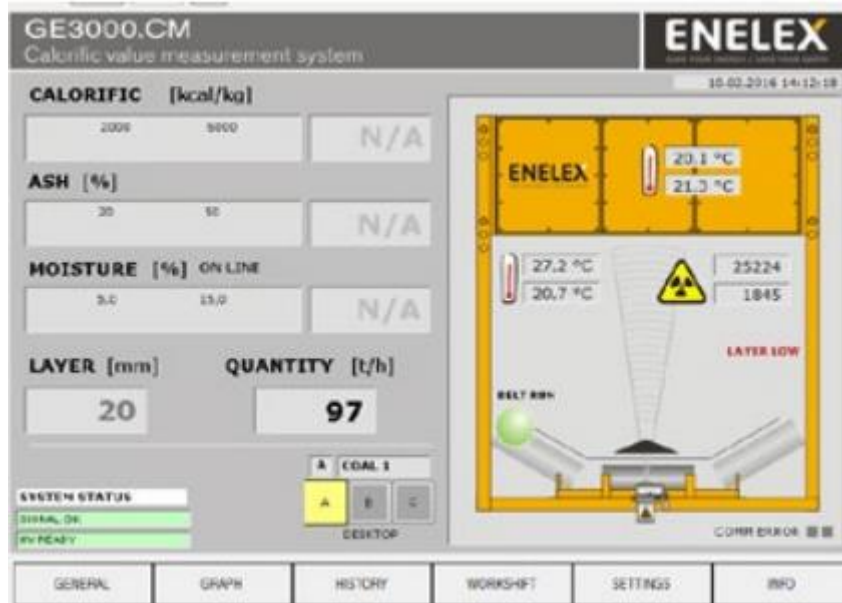 GE3000.CM
Calorific value measurement system
ENELEX
10.02.2016 14:12:18
CALORIFIC [kcal/kg]
2000 6000
N/A
ASH [%]
20 50
N/A
MOISTURE [%] ON LINE
5.0 15.0
N/A
LAYER [mm] QUANTITY [t/h]
20 97
A COAL 1
A B C
DESKTOP
SYSTEM STATUS
SIGNAL OK
ENELEX
20.1 °C
21.3 °C
27.2 °C
20.7 °C
25224
1845
LAYER LOW
BELT RUN
COMM ERROR
GENERAL GRAPH HISTORY WORKSHIFT SETTINGS INFO